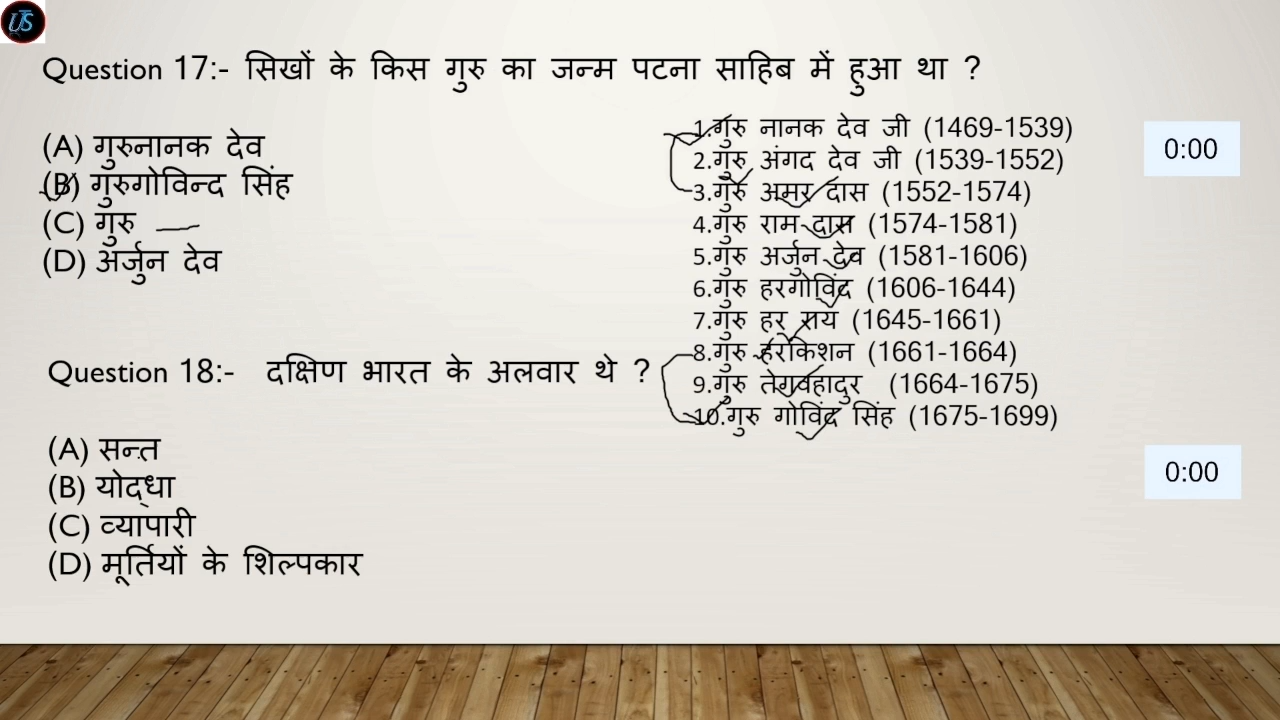 UTS
Question 17:- सिखों के किस गुरु का जन्म पटना साहिब में हुआ था ?
(A) गुरुनानक देव
(B) गुरुगोविन्द सिंह
(C) गुरु
(D) अर्जुन देव
1.गुरु नानक देव जी (1469-1539)
2.गुरु अंगद देव जी (1539-1552)
3.गुरु अमर दास (1552-1574)
4.गुरु राम दास (1574-1581)
5.गुरु अर्जुन देव (1581-1606)
6.गुरु हरगोविंद (1606-1644)
7.गुरु हर राय (1645-1661)
8.गुरु हरकिशन (1661-1664)
9.गुरु तेगवहादुर (1664-1675)
10.गुरु गोविंद सिंह (1675-1699)
0:00
Question 18:- दक्षिण भारत के अलवार थे ?
(A) सन्त
(B) योद्धा
(C) व्यापारी
(D) मूर्तियों के शिल्पकार
0:00